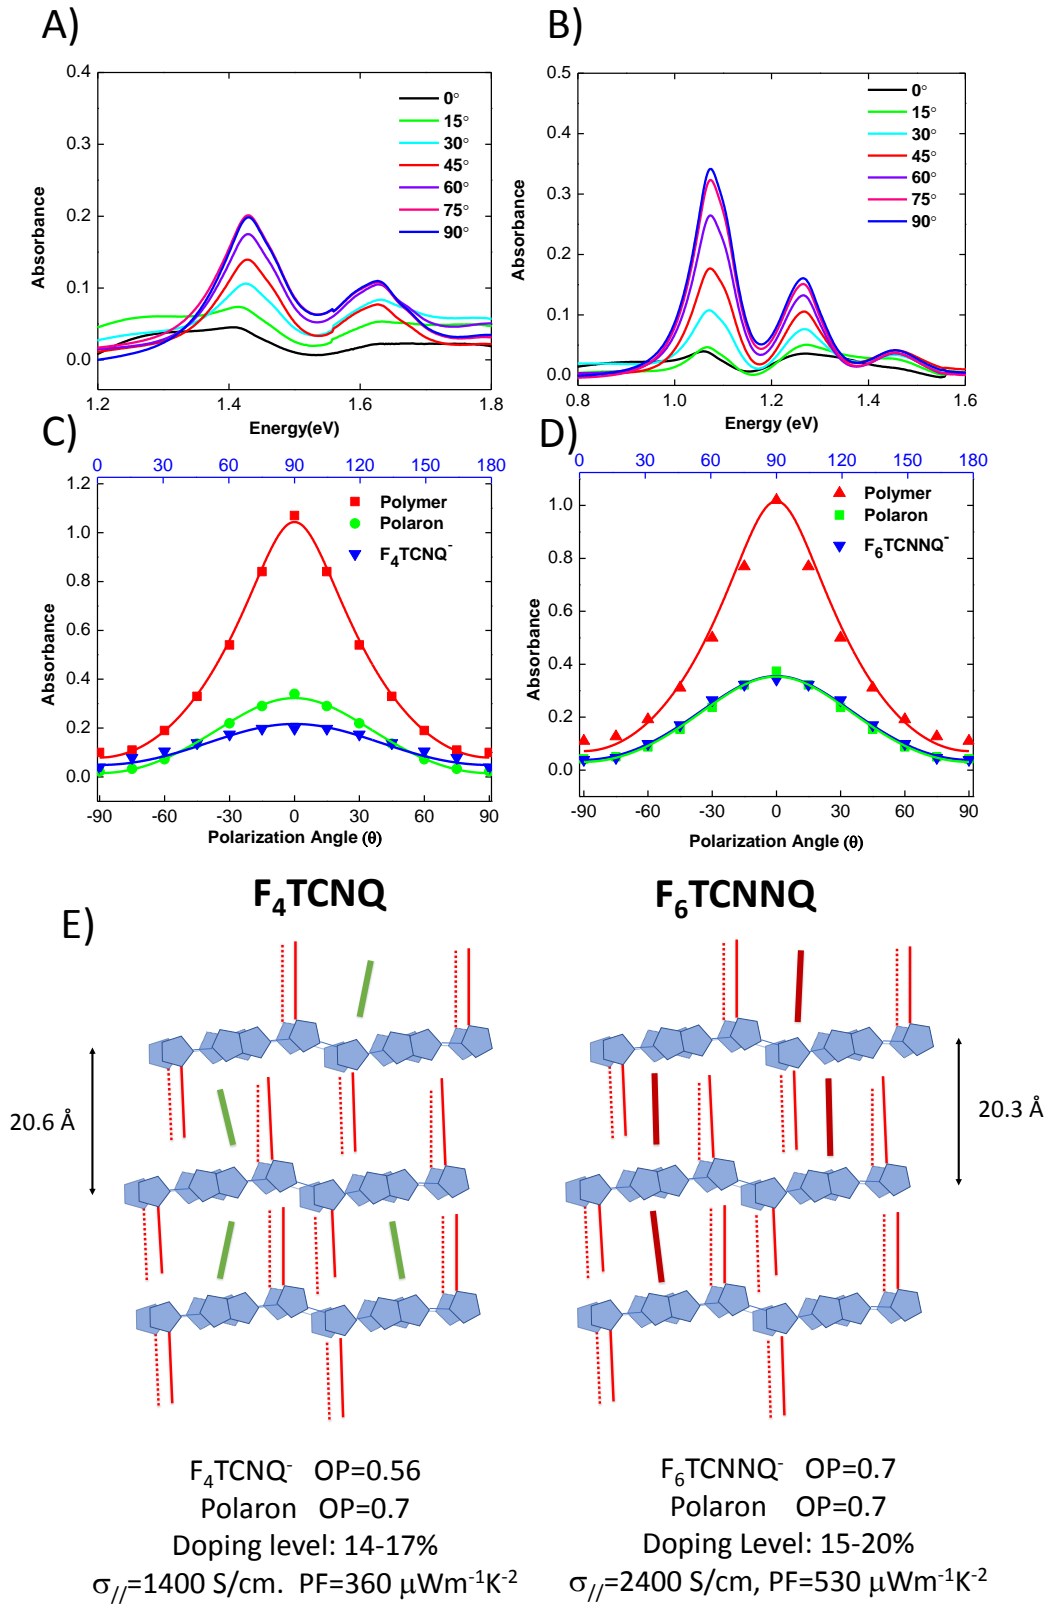 A)
0.4
0.3
0.2
0.1
0.0
Absorbance
1.2 1.4 1.6 1.8
Energy(eV)
0°
15°
30°
45°
60°
75°
90°
B)
0.5
0.4
0.3
0.2
0.1
0.0
Absorbance
0.8 1.0 1.2 1.4 1.6
Energy (eV)
0°
15°
30°
45°
60°
75°
90°
C)
0 30 60 90 120 150 180
1.2
1.0
0.8
0.6
0.4
0.2
0.0
Absorbance
Polymer
Polaron
F₄TCNQ⁻
-90 -60 -30 0 30 60 90
Polarization Angle (θ)
D)
0 30 60 90 120 150 180
1.0
0.8
0.6
0.4
0.2
0.0
Absorbance
Polymer
Polaron
F₆TCNNQ⁻
-90 -60 -30 0 30 60 90
Polarization Angle (θ)
F₄TCNQ F₆TCNNQ
E)
20.6 Å
20.3 Å
F₄TCNQ⁻ OP=0.56
Polaron OP=0.7
Doping level: 14-17%
σ//=1400 S/cm. PF=360 μWm⁻¹K⁻²
F₆TCNNQ⁻ OP=0.7
Polaron OP=0.7
Doping Level: 15-20%
σ//=2400 S/cm, PF=530 μWm⁻¹K⁻²